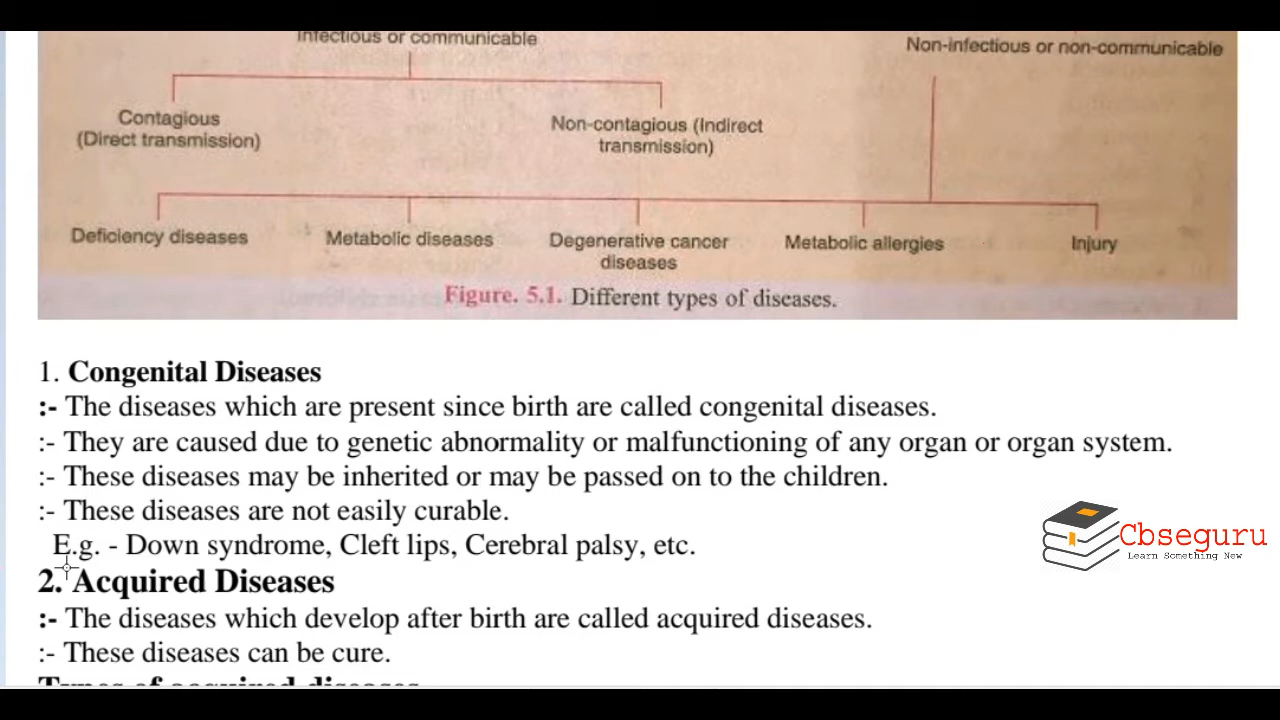 Infectious or communicable
Non-infectious or non-communicable
Contagious
(Direct transmission)
Non-contagious (Indirect
transmission)
Deficiency diseases
Metabolic diseases
Degenerative cancer
diseases
Metabolic allergies
Injury
Figure. 5.1. Different types of diseases.
1. Congenital Diseases
:- The diseases which are present since birth are called congenital diseases.
:- They are caused due to genetic abnormality or malfunctioning of any organ or organ system.
:- These diseases may be inherited or may be passed on to the children.
:- These diseases are not easily curable.
E.g. - Down syndrome, Cleft lips, Cerebral palsy, etc.
Cbseguru
Learn Something New
2. Acquired Diseases
:- The diseases which develop after birth are called acquired diseases.
:- These diseases can be cure.
Types of acquired diseases